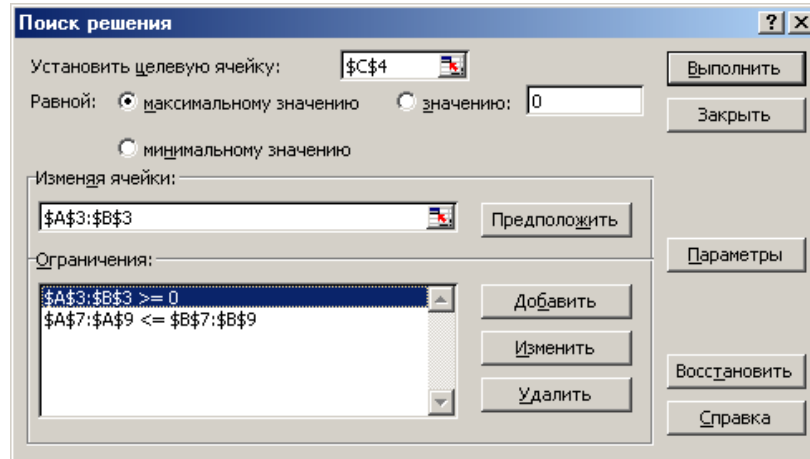 Поиск решения
Установить целевую ячейку: $C$4
Выполнить
Равной: максимальному значению значению: 0
Закрыть
минимальному значению
Изменяя ячейки:
$A$3:$B$3 Предположить
Параметры
Ограничения:
$A$3:$B$3 >= 0
$A$7:$A$9 <= $B$7:$B$9
Добавить
Изменить
Удалить
Восстановить
Справка